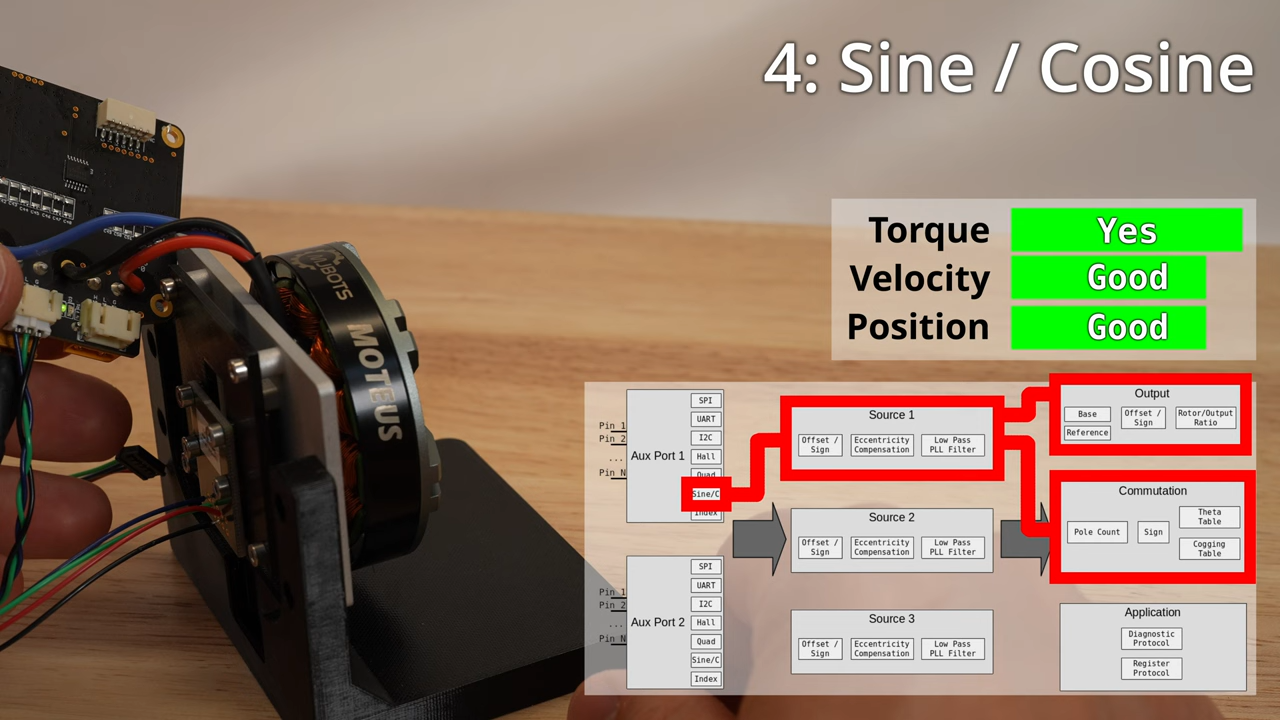 4: Sine / Cosine
Torque Yes
Velocity Good
Position Good
MOTEUS
Aux Port 1
Pin 1
Pin 2
...
Pin N
SPI
UART
I2C
Hall
Quad
Sine/C
Index
Source 1
Offset /
Sign
Eccentricity
Compensation
Low Pass
PLL Filter
Output
Base
Reference
Offset /
Sign
Rotor/Output
Ratio
Source 2
Offset /
Sign
Eccentricity
Compensation
Low Pass
PLL Filter
Commutation
Pole Count
Sign
Theta
Table
Cogging
Table
Aux Port 2
Pin 1
Pin 2
...
Pin N
SPI
UART
I2C
Hall
Quad
Sine/C
Index
Source 3
Offset /
Sign
Eccentricity
Compensation
Low Pass
PLL Filter
Application
Diagnostic
Protocol
Register
Protocol